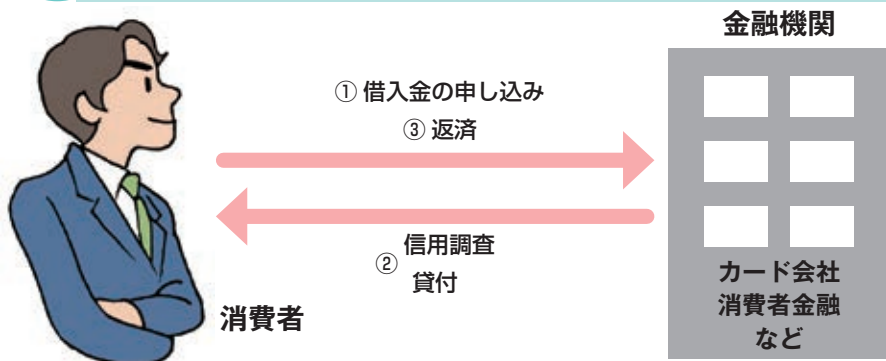 金融機関
① 借入金の申し込み
③ 返済
② 信用調査
貸付
消費者
カード会社
消費者金融
など